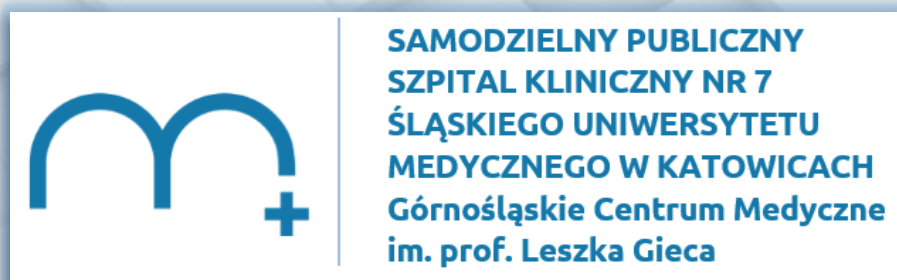 SAMODZIELNY PUBLICZNY
SZPITAL KLINICZNY NR 7
ŚLĄSKIEGO UNIWERSYTETU
MEDYCZNEGO W KATOWICACH
Górnośląskie Centrum Medyczne
im. prof. Leszka Gieca